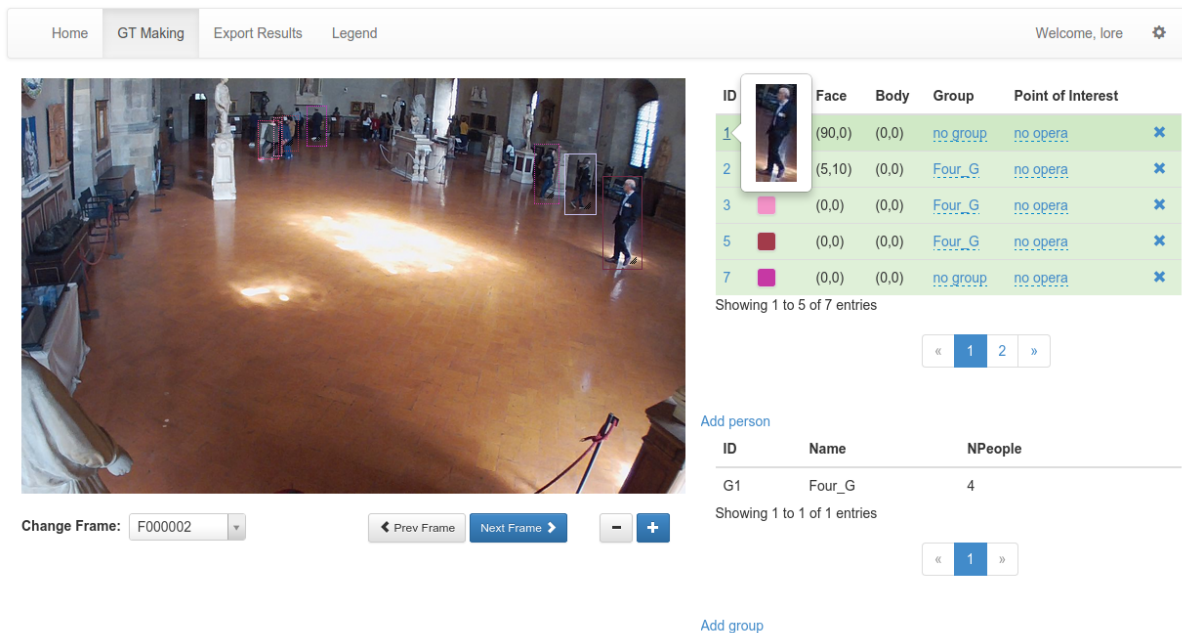 Home GT Making Export Results Legend Welcome, lore
ID Face Body Group Point of Interest
1 (90,0) (0,0) no group no opera
2 (5,10) (0,0) Four_G no opera
3 (0,0) (0,0) Four_G no opera
5 (0,0) (0,0) Four_G no opera
7 (0,0) (0,0) no group no opera
Showing 1 to 5 of 7 entries
« 1 2 »
Add person
ID Name NPeople
G1 Four_G 4
Showing 1 to 1 of 1 entries
« 1 »
Add group
Change Frame: F000002 Prev Frame Next Frame